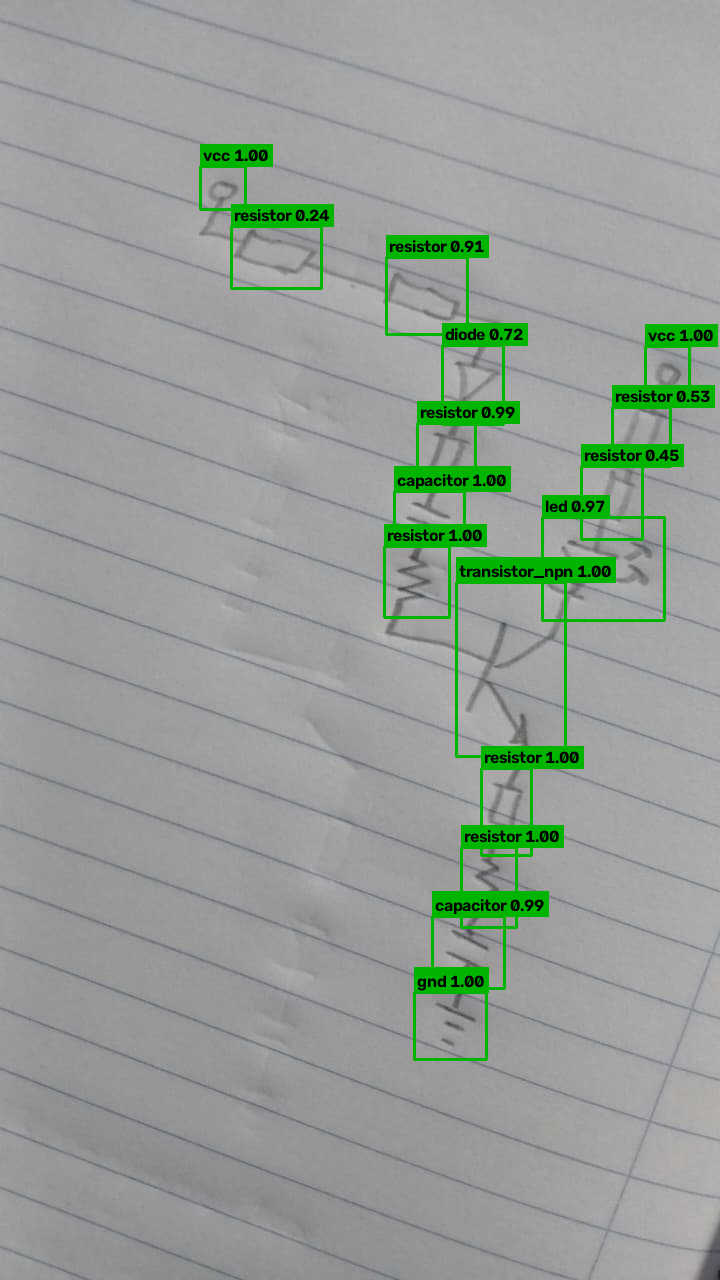 vcc 1.00
resistor 0.24
resistor 0.91
diode 0.72
vcc 1.00
resistor 0.53
resistor 0.99
resistor 0.45
capacitor 1.00
led 0.97
resistor 1.00
transistor_npn 1.00
resistor 1.00
resistor 1.00
capacitor 0.99
gnd 1.00